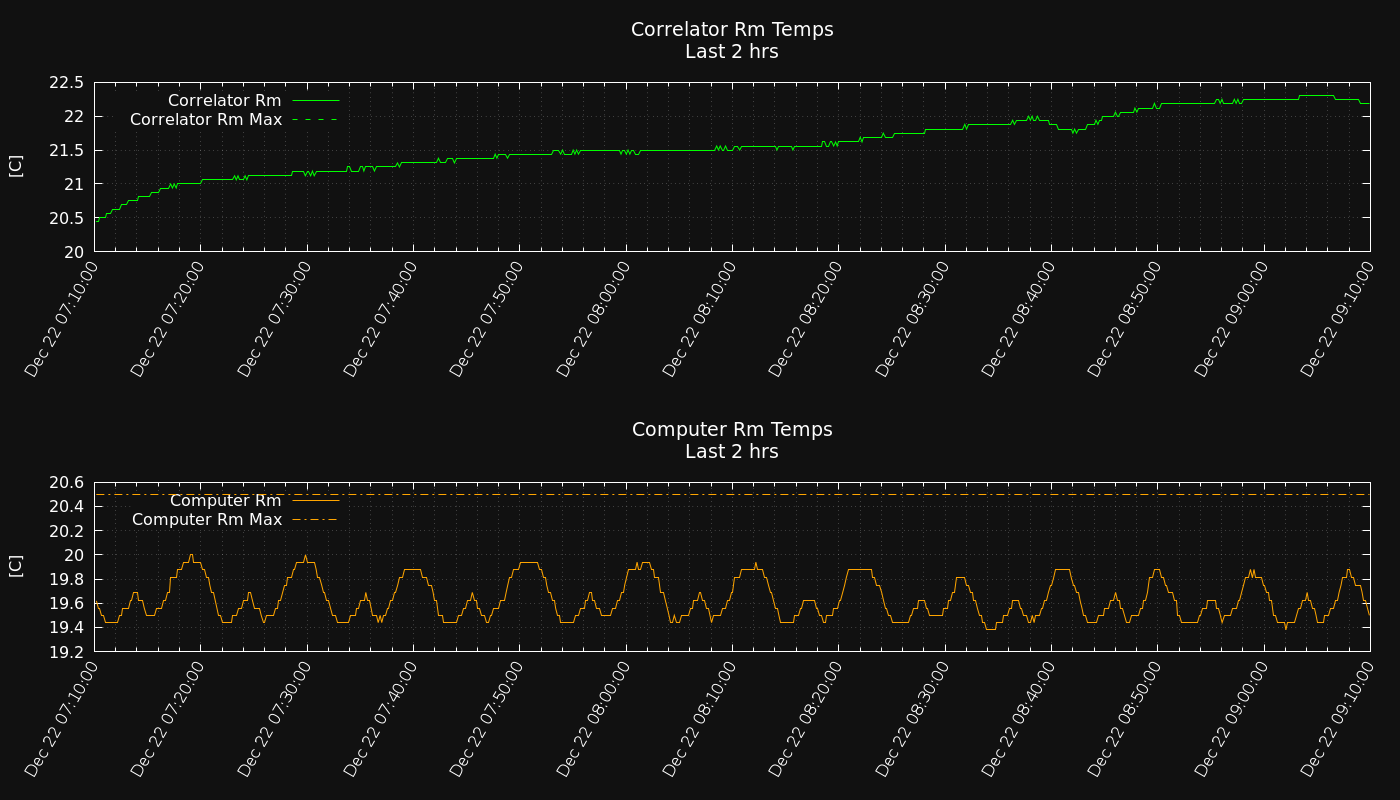 Correlator Rm Temps
Last 2 hrs
[C]
22.5
22
21.5
21
20.5
20
Correlator Rm
Correlator Rm Max
Dec 22 07:10:00
Dec 22 07:20:00
Dec 22 07:30:00
Dec 22 07:40:00
Dec 22 07:50:00
Dec 22 08:00:00
Dec 22 08:10:00
Dec 22 08:20:00
Dec 22 08:30:00
Dec 22 08:40:00
Dec 22 08:50:00
Dec 22 09:00:00
Dec 22 09:10:00
Computer Rm Temps
Last 2 hrs
[C]
20.6
20.4
20.2
20
19.8
19.6
19.4
19.2
Computer Rm
Computer Rm Max
Dec 22 07:10:00
Dec 22 07:20:00
Dec 22 07:30:00
Dec 22 07:40:00
Dec 22 07:50:00
Dec 22 08:00:00
Dec 22 08:10:00
Dec 22 08:20:00
Dec 22 08:30:00
Dec 22 08:40:00
Dec 22 08:50:00
Dec 22 09:00:00
Dec 22 09:10:00